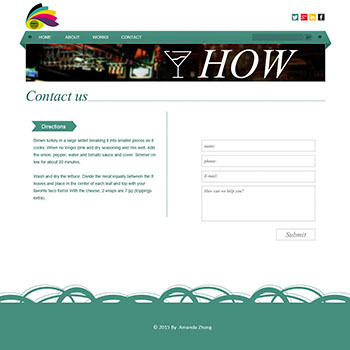 HOME ABOUT WORKS CONTACT
HOW
Contact us
Directions
Brown turkey in a large skillet breaking it into smaller pieces as it
cooks. When no longer pink add dry seasoning and mix well. Add
the onion, pepper, water and tomato sauce and cover. Simmer on
low for about 20 minutes.
Wash and dry the lettuce. Divide the meat equally between the 8
leaves and place in the center of each leaf and top with your
favorite taco fixins! With the cheese, 2 wraps are 7 pp (toppings
extra).
name:
phone:
E-mail:
How can we help you?
Submit
© 2015 By Amanda Zhang